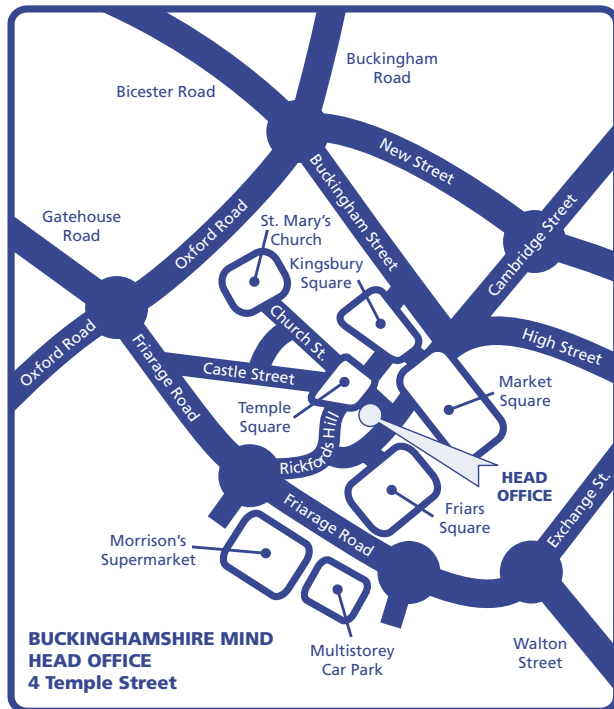 Buckingham
Road
Bicester Road
New Street
Buckingham Street
Cambridge Street
Gatehouse
Road
Oxford Road
St. Mary's
Church
Kingsbury
Square
Church St.
High Street
Oxford Road
Friarage Road
Castle Street
Market
Square
Temple
Square
Rickfords Hill
HEAD
OFFICE
Friars
Square
Exchange St.
Friarage Road
Morrison's
Supermarket
Multistorey
Car Park
Walton
Street
BUCKINGHAMSHIRE MIND
HEAD OFFICE
4 Temple Street